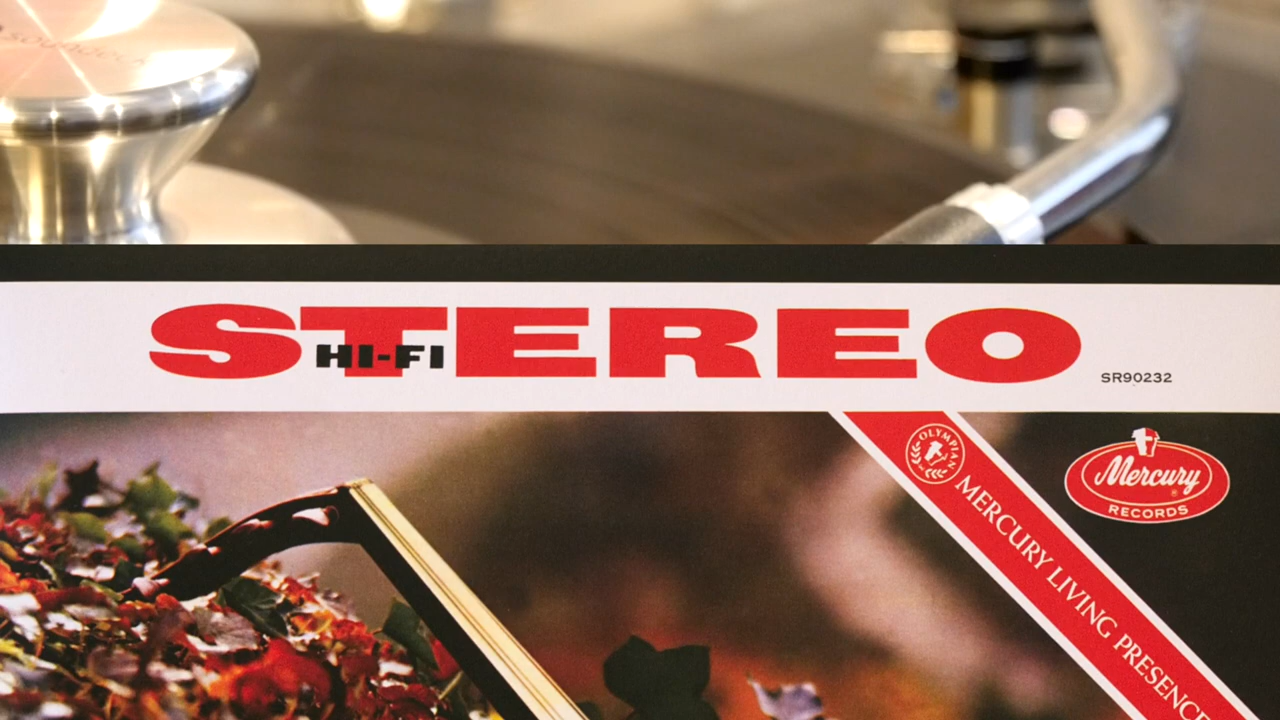 STEREO
HI-FI
SR90232
OLYMPIAN
MERCURY LIVING PRESENCE
Mercury
®
RECORDS